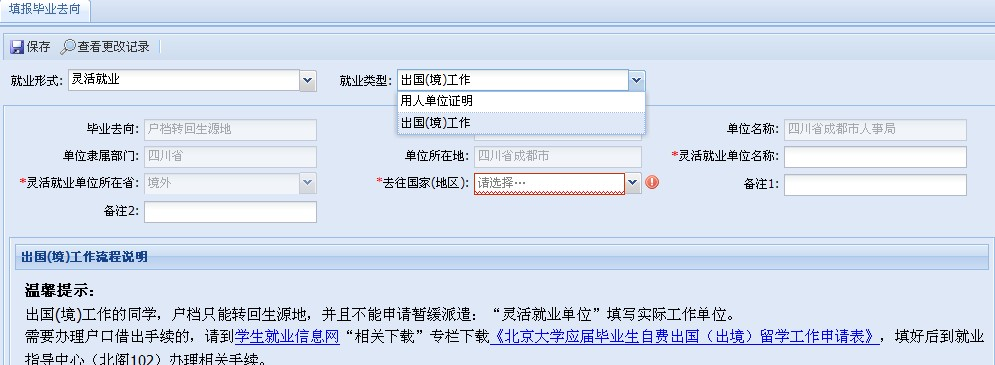 填报毕业去向
保存 查看更改记录
就业形式: 灵活就业 就业类型: 出国(境)工作
用人单位证明
出国(境)工作
毕业去向: 户档转回生源地 单位名称: 四川省成都市人事局
单位隶属部门: 四川省 单位所在地: 四川省成都市 *灵活就业单位名称:
*灵活就业单位所在省: 境外 *去往国家(地区): 请选择… 备注1:
备注2:
出国(境)工作流程说明
温馨提示：
出国(境)工作的同学，户档只能转回生源地，并且不能申请暂缓派遣；“灵活就业单位”填写实际工作单位。
需要办理户口借出手续的，请到学生就业信息网“相关下载”专栏下载《北京大学应届毕业生自费出国（出境）留学工作申请表》，填好后到就业
指导中心（北阁102）办理相关手续。